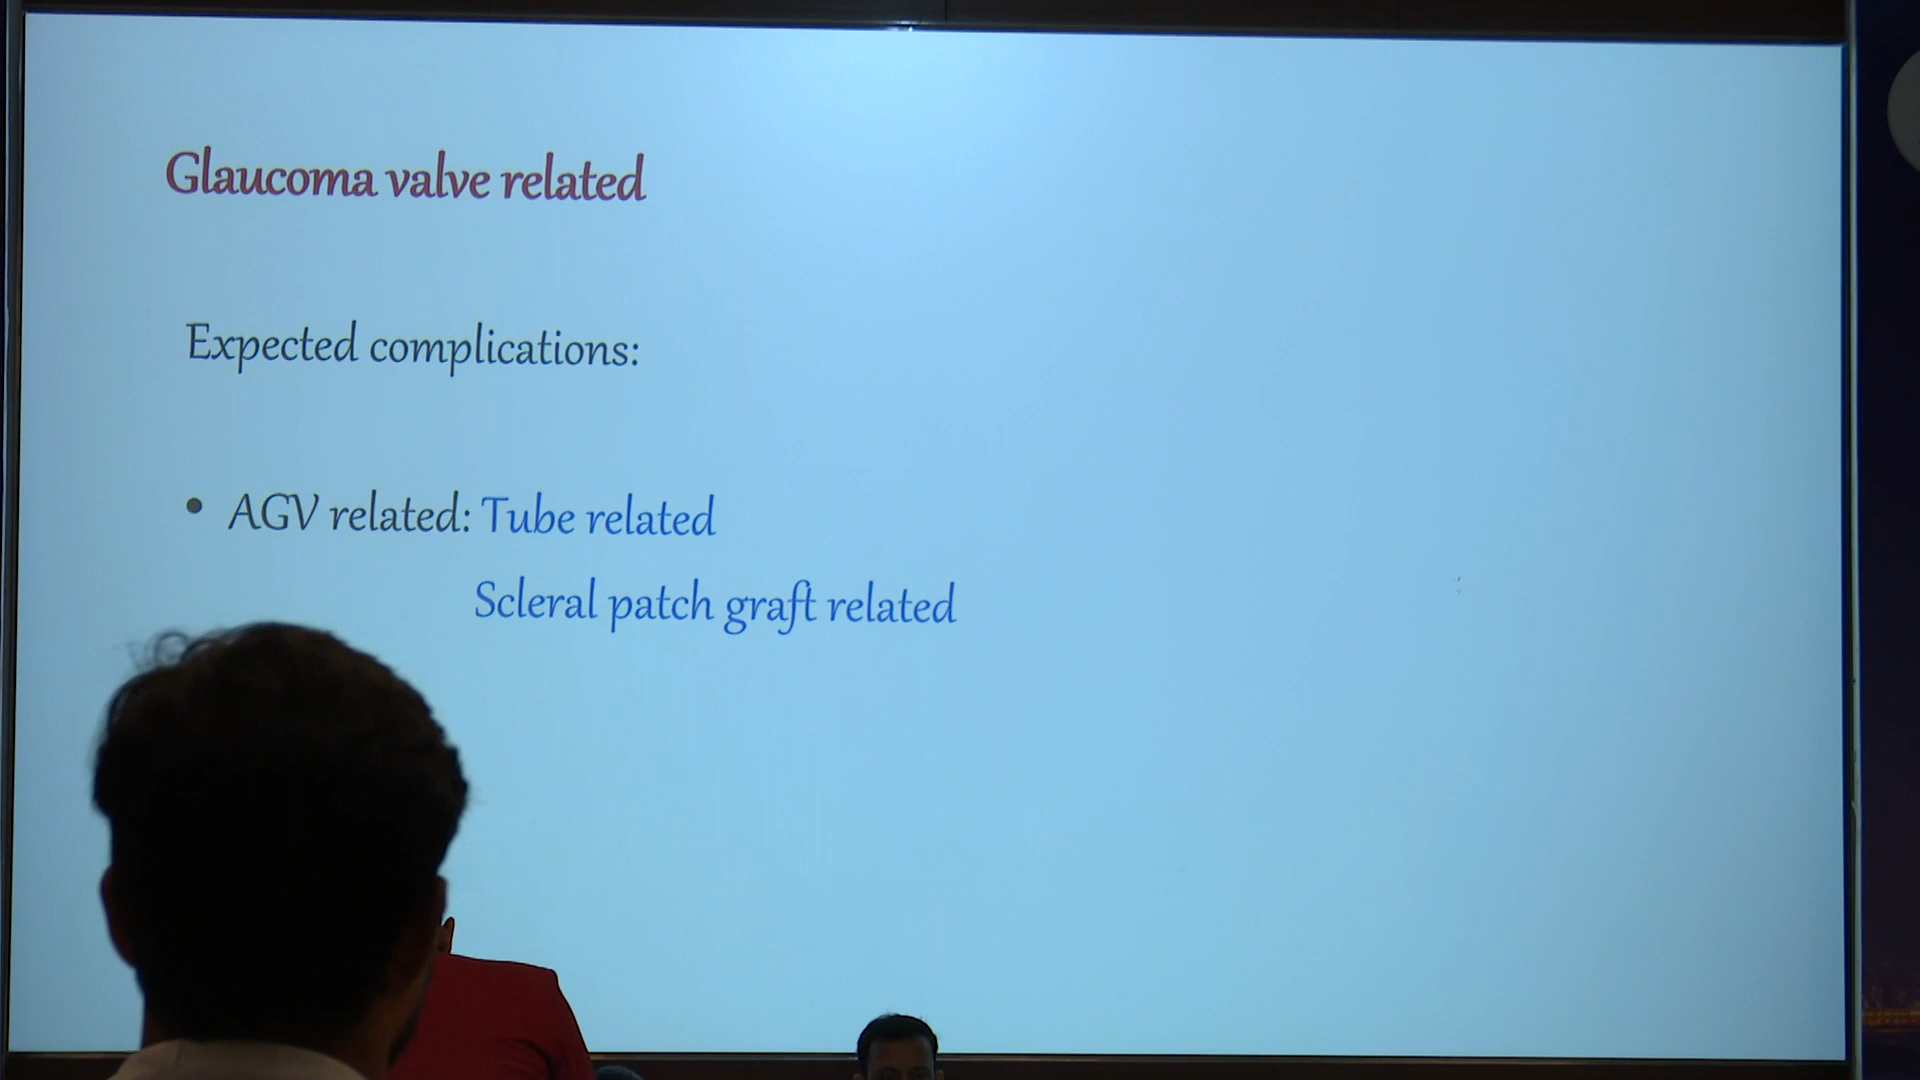 Glaucoma valve related
Expected complications:
• AGV related: Tube related
Scleral patch graft related